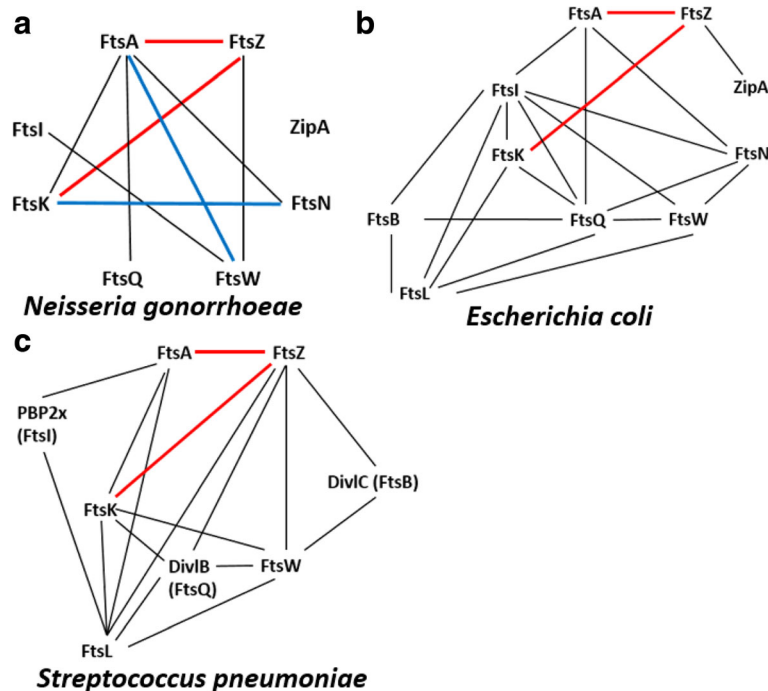 a
FtsA FtsZ
FtsI ZipA
FtsK FtsN
FtsQ FtsW
Neisseria gonorrhoeae
b
FtsA FtsZ
ZipA
FtsI
FtsK FtsN
FtsB FtsQ FtsW
FtsL
Escherichia coli
c
FtsA FtsZ
PBP2x
(FtsI)
DivIC (FtsB)
FtsK
DivIB FtsW
(FtsQ)
FtsL
Streptococcus pneumoniae